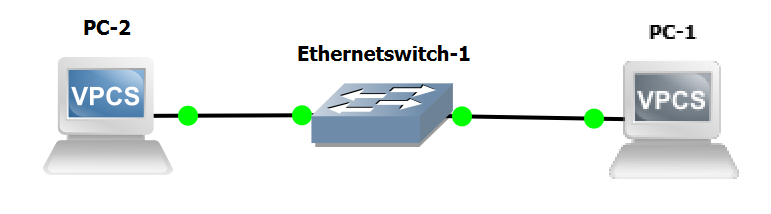 PC-2
Ethernetswitch-1
PC-1
VPCS
VPCS